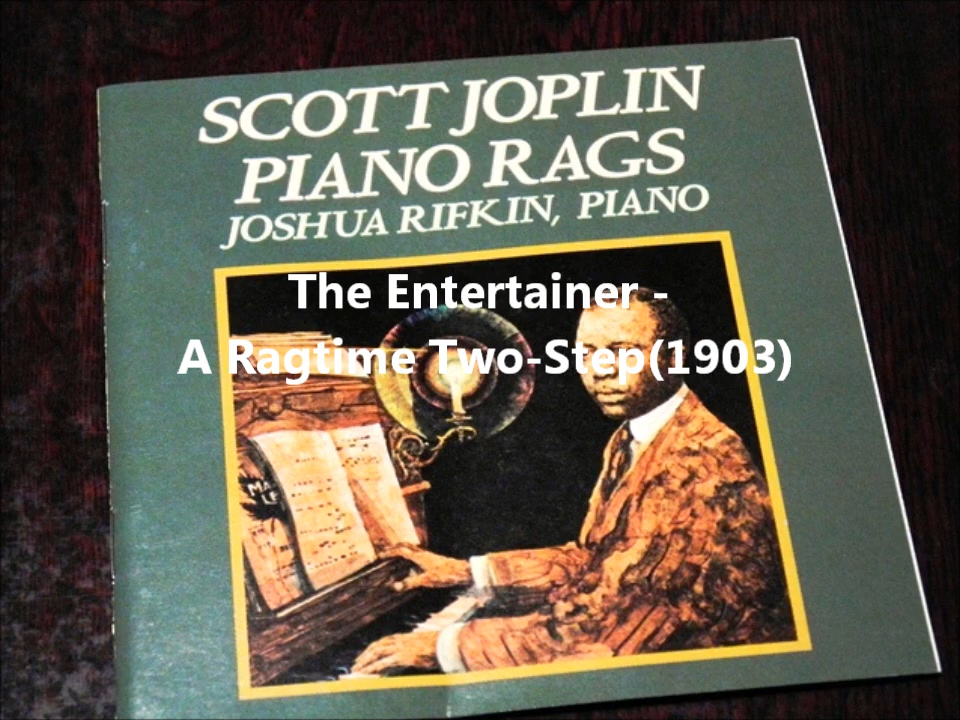 SCOTT JOPLIN
PIANO RAGS
JOSHUA RIFKIN, PIANO
The Entertainer -
A Ragtime Two-Step(1903)